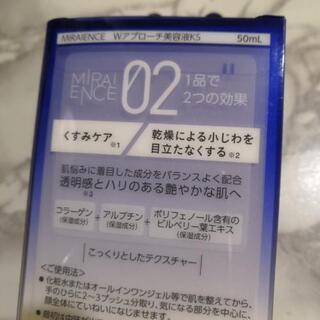 MIRAIENCE Wアプローチ美容液KS 50mL
MIRAI
ENCE
02
1品で
2つの効果
くすみケア※1
乾燥による小じわを
目立たなくする※2
肌悩みに着目した成分をバランスよく配合
透明感とハリのある艶やかな肌へ
※3
コラーゲン
(保湿成分)
+
アルブチン
(保湿成分)
+
ポリフェノール含有の
ビルベリー葉エキス
(保湿成分)
こっくりとしたテクスチャー
<ご使用法>
●化粧水またはオールインワンジェル等で肌を整えてから、
手のひらに2~3プッシュ分取り、気になる部分を中心に、
顔全体にていねいになじませます。